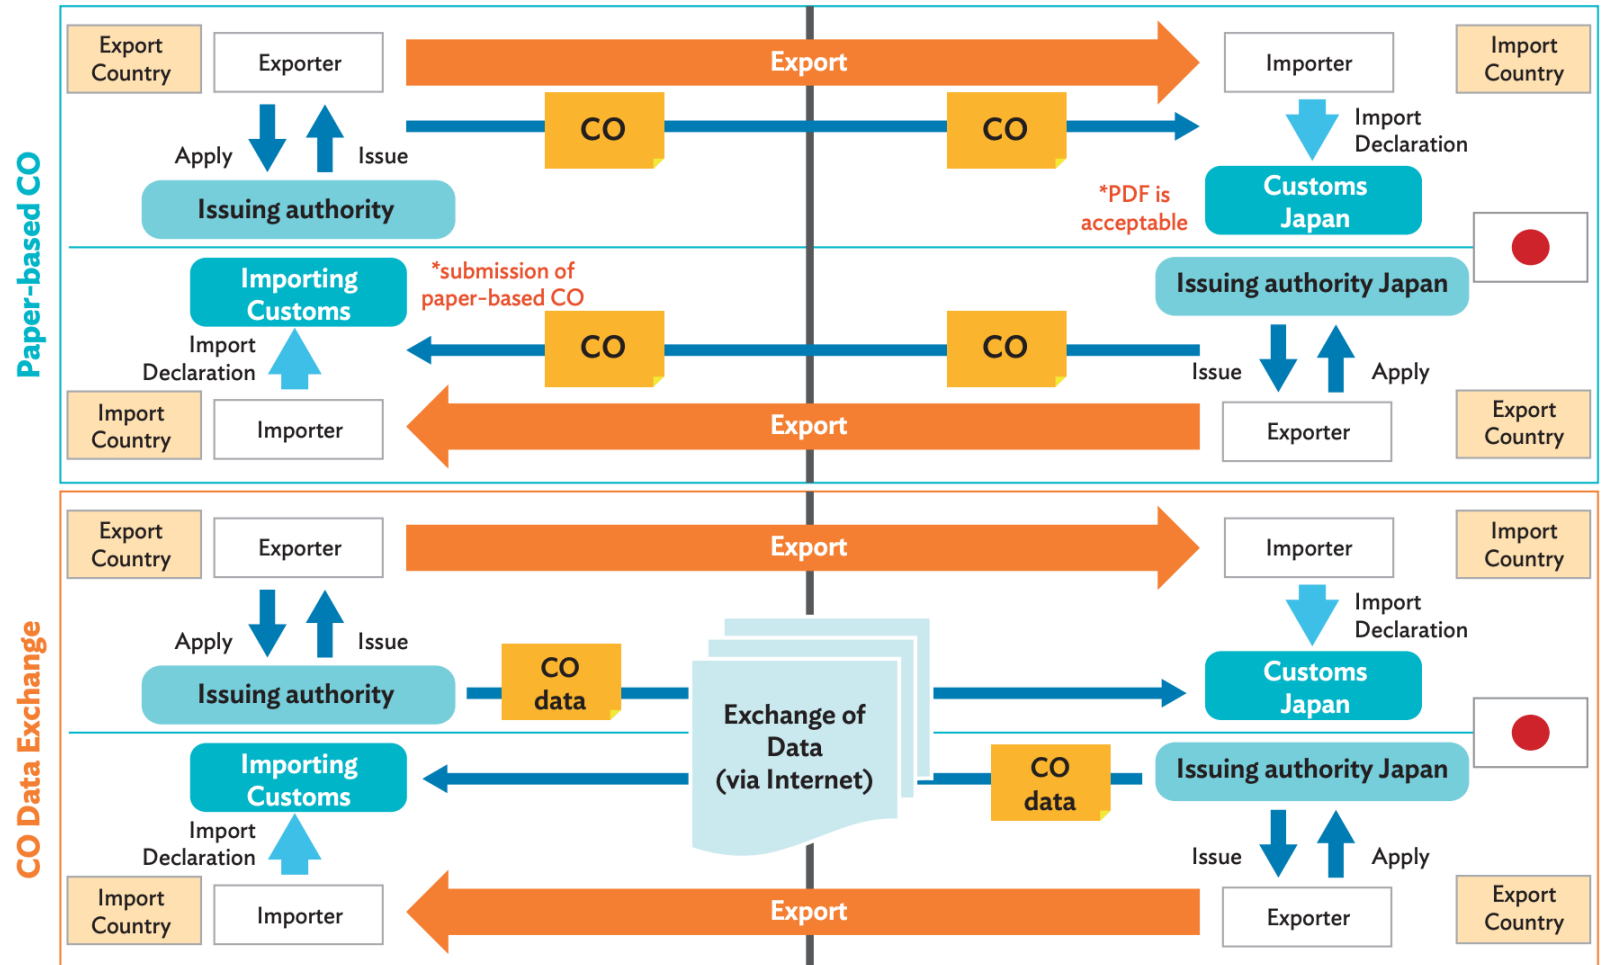 Paper-based CO
Export
Country
Exporter
Export
Importer
Import
Country
Apply
Issue
CO
CO
Import
Declaration
Issuing authority
*PDF is
acceptable
Customs
Japan
Importing
Customs
*submission of
paper-based CO
Issuing authority Japan
Import
Declaration
CO
CO
Issue
Apply
Import
Country
Importer
Export
Exporter
Export
Country
CO Data Exchange
Export
Country
Exporter
Export
Importer
Import
Country
Apply
Issue
Import
Declaration
Issuing authority
CO
data
Exchange of
Data
(via Internet)
Customs
Japan
Importing
Customs
CO
data
Issuing authority Japan
Import
Declaration
Issue
Apply
Import
Country
Importer
Export
Exporter
Export
Country